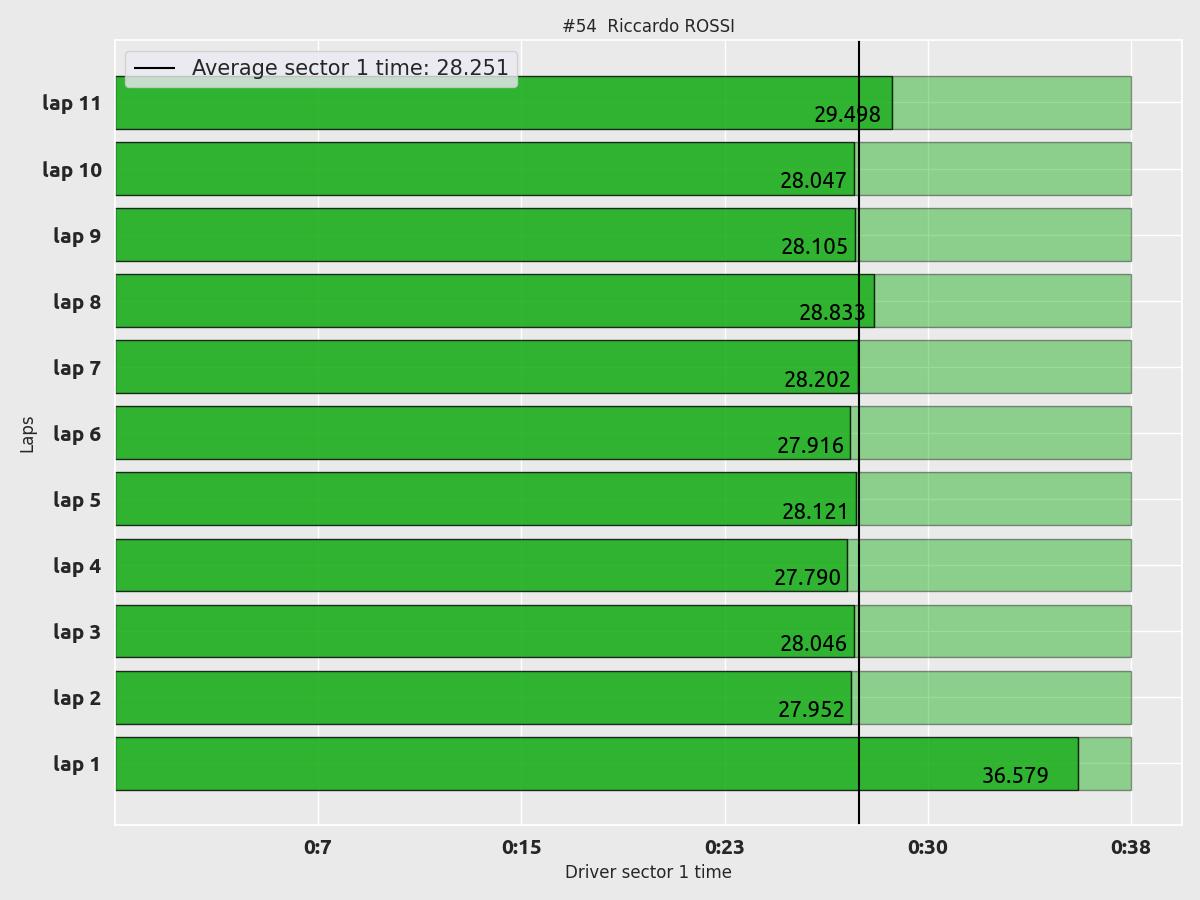 #54  Riccardo ROSSI
Average sector 1 time: 28.251
lap 11
29.498
lap 10
28.047
lap 9
28.105
lap 8
28.833
lap 7
28.202
lap 6
27.916
lap 5
28.121
lap 4
27.790
lap 3
28.046
lap 2
27.952
lap 1
36.579
Laps
0:7
0:15
0:23
0:30
0:38
Driver sector 1 time